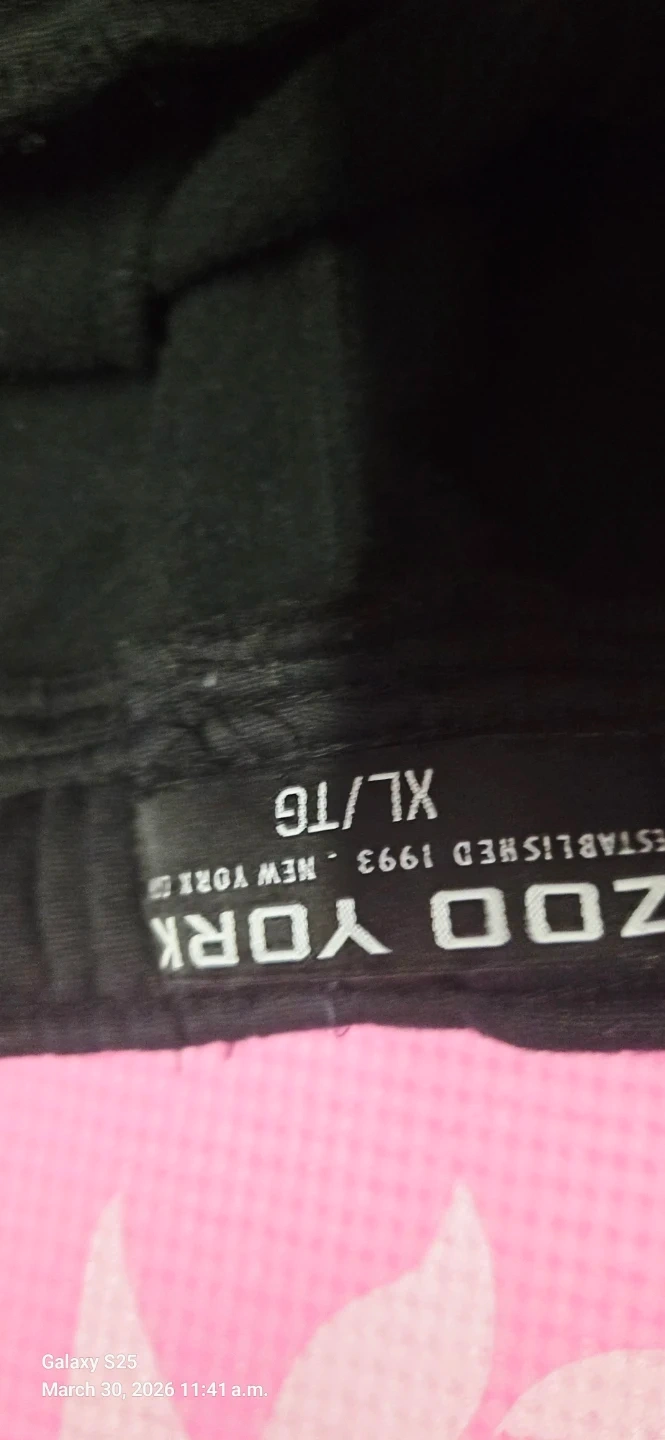 ZOO YORK
ESTABLISHED 1993 - NEW YORK
XL/TG
Galaxy S25
March 30, 2026 11:41 a.m.